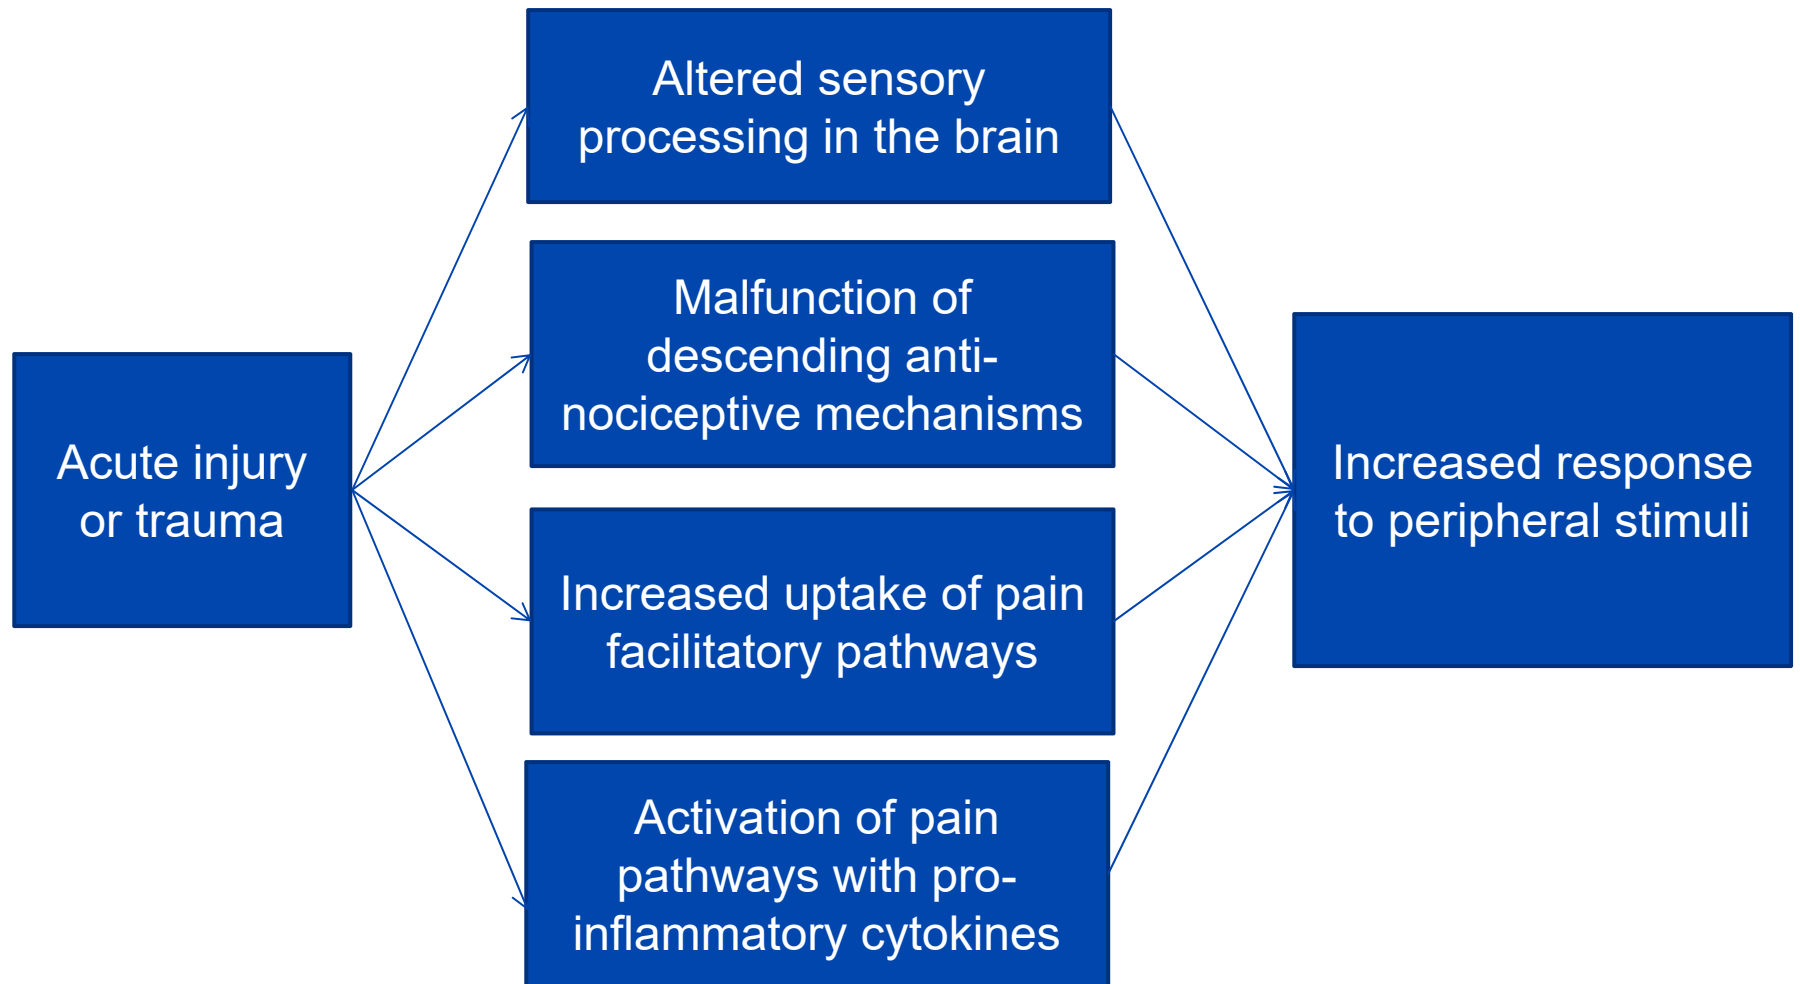 Altered sensory
processing in the brain
Malfunction of
descending anti-
nociceptive mechanisms
Acute injury
or trauma
Increased response
to peripheral stimuli
Increased uptake of pain
facilitatory pathways
Activation of pain
pathways with pro-
inflammatory cytokines